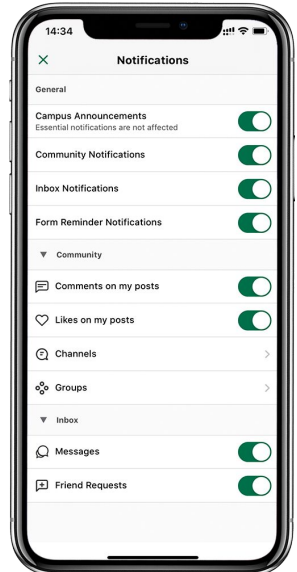 14:34
Notifications
General
Campus Announcements
Essential notifications are not affected
Community Notifications
Inbox Notifications
Form Reminder Notifications
Community
Comments on my posts
Likes on my posts
Channels
Groups
Inbox
Messages
Friend Requests